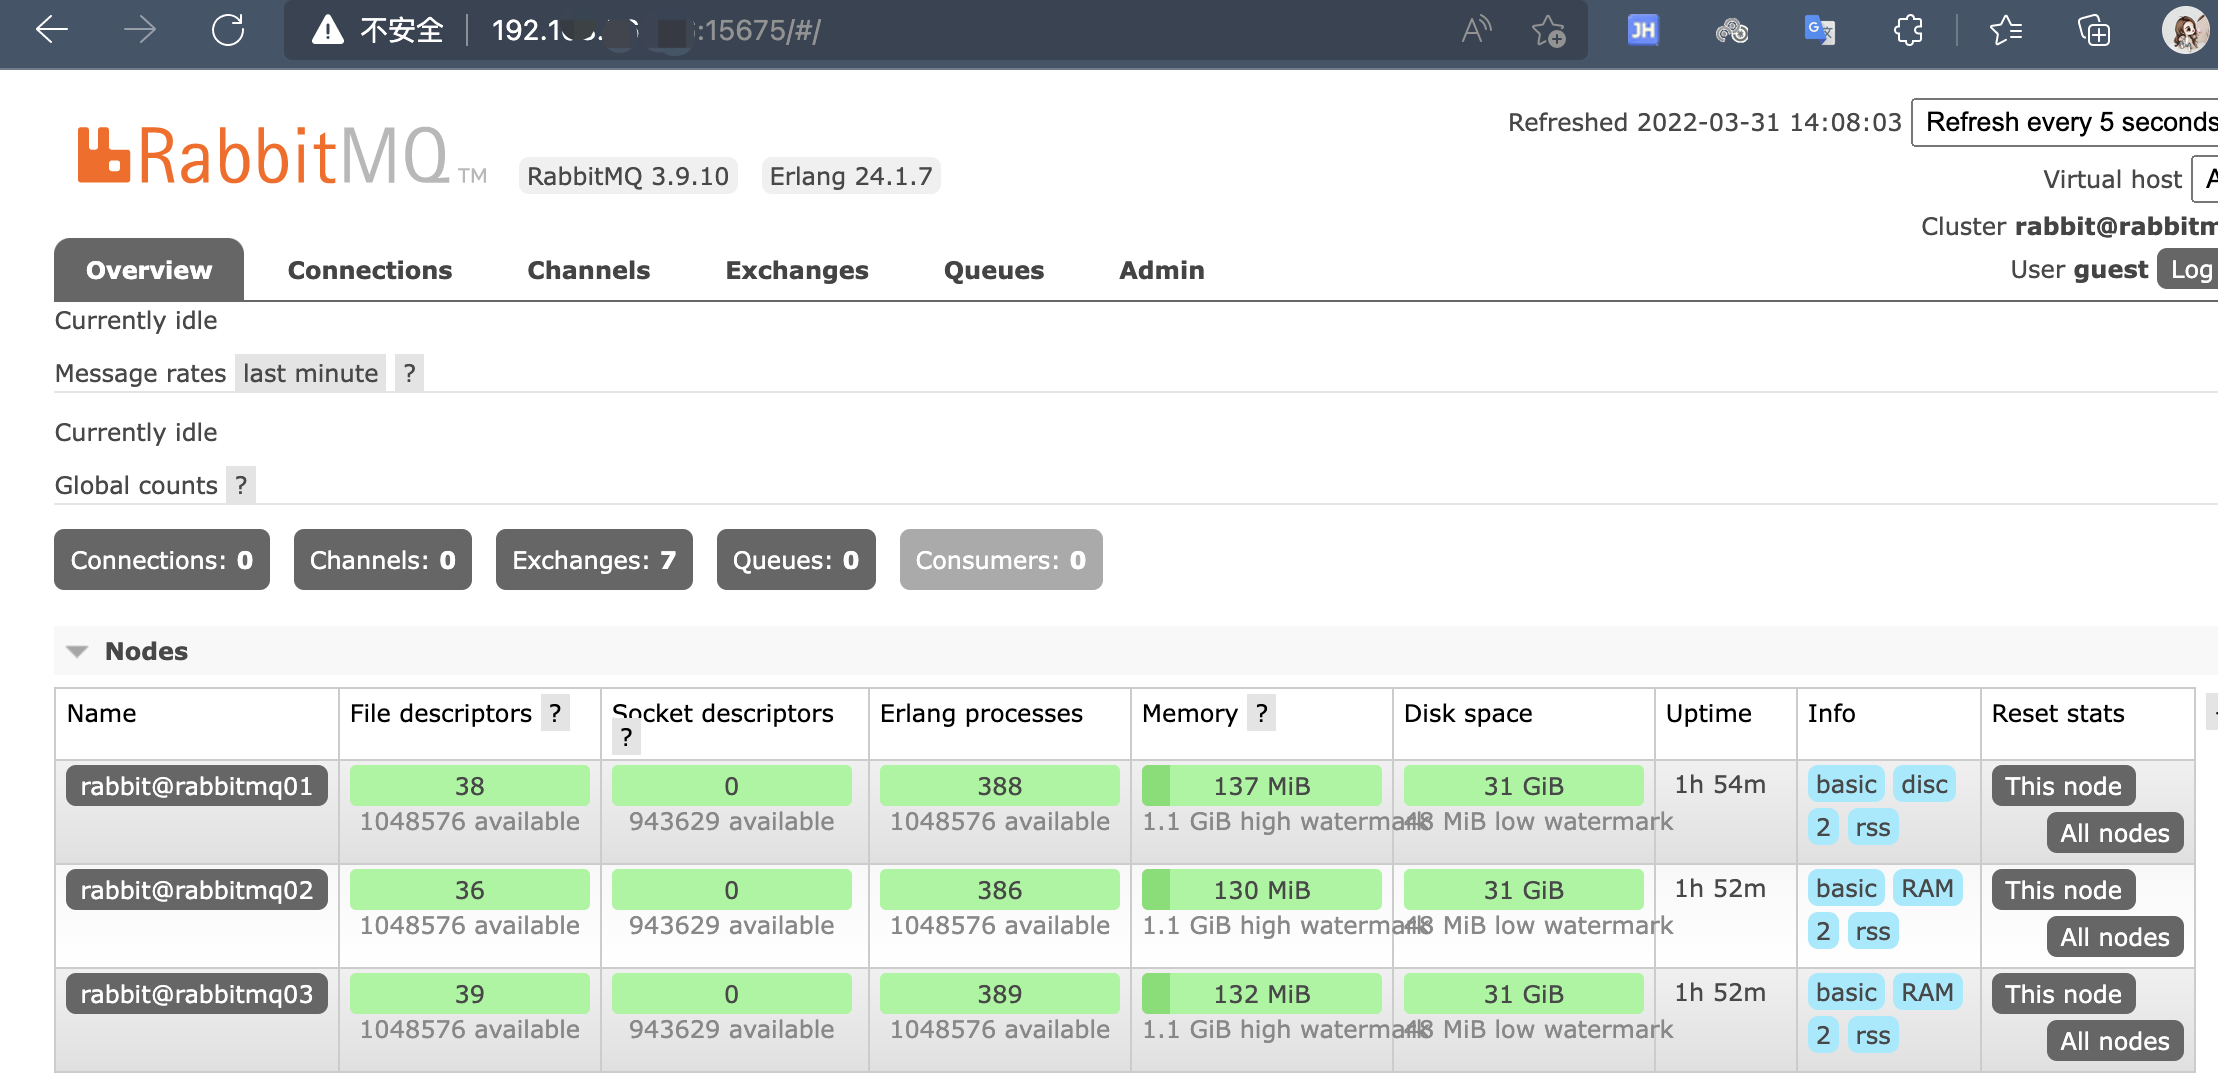 不安全 192.1 :15675/#/
Refreshed 2022-03-31 14:08:03 Refresh every 5 seconds
RabbitMQ TM RabbitMQ 3.9.10 Erlang 24.1.7
Virtual host
Cluster rabbit@rabbitm
User guest Log
Overview Connections Channels Exchanges Queues Admin
Currently idle
Message rates last minute ?
Currently idle
Global counts ?
Connections: 0 Channels: 0 Exchanges: 7 Queues: 0 Consumers: 0
Nodes
Name File descriptors ? Socket descriptors ? Erlang processes Memory ? Disk space Uptime Info Reset stats
rabbit@rabbitmq01 38 0 388 137 MiB 31 GiB 1h 54m basic disc This node
1048576 available 943629 available 1048576 available 1.1 GiB high watermark 48 MiB low watermark 2 rss All nodes
rabbit@rabbitmq02 36 0 386 130 MiB 31 GiB 1h 52m basic RAM This node
1048576 available 943629 available 1048576 available 1.1 GiB high watermark 48 MiB low watermark 2 rss All nodes
rabbit@rabbitmq03 39 0 389 132 MiB 31 GiB 1h 52m basic RAM This node
1048576 available 943629 available 1048576 available 1.1 GiB high watermark 48 MiB low watermark 2 rss All nodes